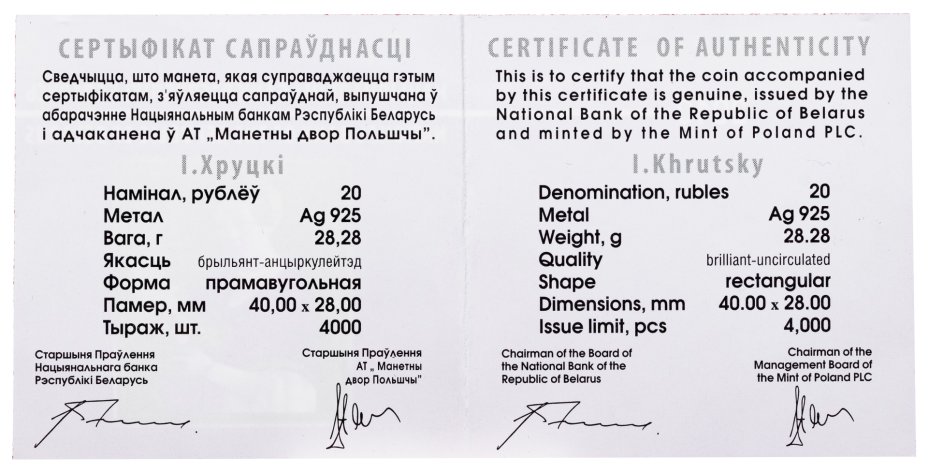 СЕРТЫФІКАТ САПРАЎДНАСЦІ
Сведчыцца, што манета, якая суправаджаецца гэтым
сертыфікатам, з'яўляецца сапраўднай, выпушчана ў
абарачэнне Нацыянальным банкам Рэспублікі Беларусь
і адчаканена ў АТ „Манетны двор Польшчы”.
І.Хруцкі
Намінал, рублёў 20
Метал Ag 925
Вага, г 28,28
Якасць брыльянт-анцыркулейтэд
Форма прамавугольная
Памер, мм 40,00 x 28,00
Тыраж, шт. 4000
Старшыня Праўлення
Нацыянальнага банка
Рэспублікі Беларусь
Старшыня Праўлення
АТ „ Манетны
двор Польшчы”
CERTIFICATE OF AUTHENTICITY
This is to certify that the coin accompanied
by this certificate is genuine, issued by the
National Bank of the Republic of Belarus
and minted by the Mint of Poland PLC.
I.Khrutsky
Denomination, rubles 20
Metal Ag 925
Weight, g 28.28
Quality brilliant-uncirculated
Shape rectangular
Dimensions, mm 40.00 x 28.00
Issue limit, pcs 4,000
Chairman of the Board of
the National Bank of the
Republic of Belarus
Chairman of the
Management Board of
the Mint of Poland PLC